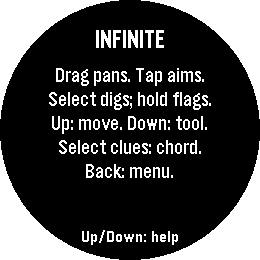 INFINITE
Drag pans. Tap aims.
Select digs; hold flags.
Up: move. Down: tool.
Select clues: chord.
Back: menu.
Up/Down: help